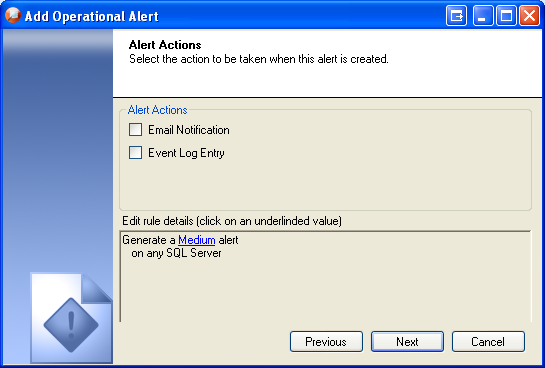 Add Operational Alert
Alert Actions
Select the action to be taken when this alert is created.
Alert Actions
Email Notification
Event Log Entry
Edit rule details (click on an underlinded value)
Generate a Medium alert
on any SQL Server
Previous
Next
Cancel